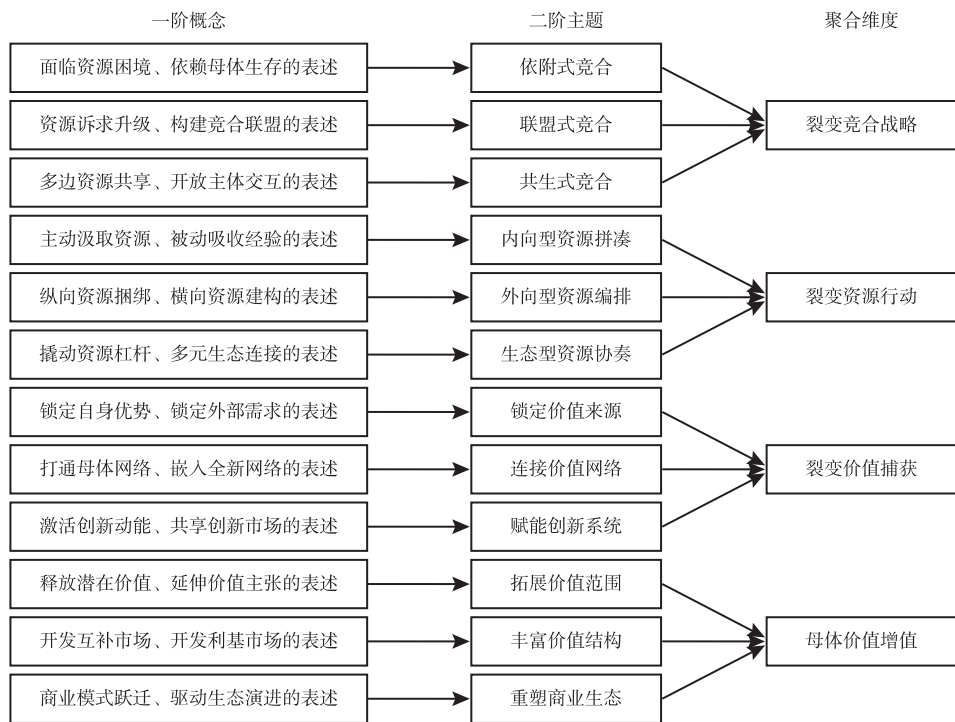 一阶概念 二阶主题 聚合维度
面临资源困境、依赖母体生存的表述 依附式竞合
资源诉求升级、构建竞合联盟的表述 联盟式竞合 裂变竞合战略
多边资源共享、开放主体交互的表述 共生式竞合
主动汲取资源、被动吸收经验的表述 内向型资源拼凑
纵向资源捆绑、横向资源建构的表述 外向型资源编排 裂变资源行动
撬动资源杠杆、多元生态连接的表述 生态型资源协奏
锁定自身优势、锁定外部需求的表述 锁定价值来源
打通母体网络、嵌入全新网络的表述 连接价值网络 裂变价值捕获
激活创新动能、共享创新市场的表述 赋能创新系统
释放潜在价值、延伸价值主张的表述 拓展价值范围
开发互补市场、开发利基市场的表述 丰富价值结构 母体价值增值
商业模式跃迁、驱动生态演进的表述 重塑商业生态